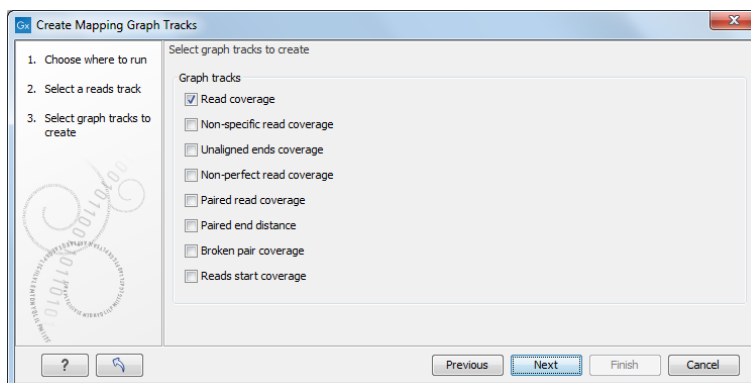 Gx Create Mapping Graph Tracks
X
1. Choose where to run
2. Select a reads track
3. Select graph tracks to
create
Select graph tracks to create
Graph tracks
Read coverage
Non-specific read coverage
Unaligned ends coverage
Non-perfect read coverage
Paired read coverage
Paired end distance
Broken pair coverage
Reads start coverage
? Previous Next Finish Cancel